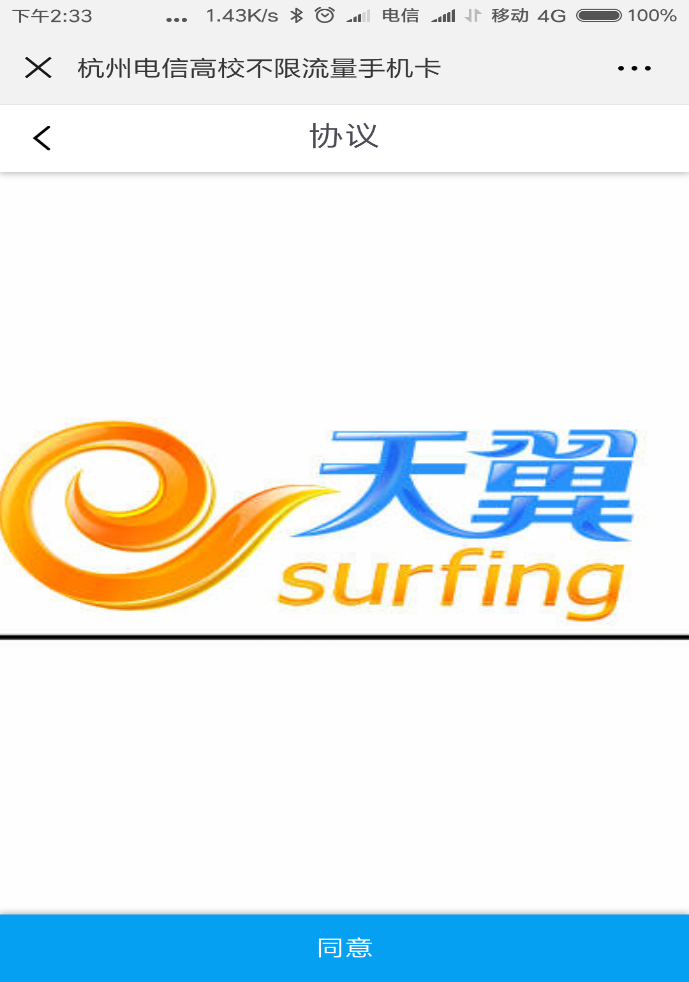 下午2:33 ... 1.43K/s 电信 移动 4G 100%
杭州电信高校不限流量手机卡
协议
天翼
surfing
同意